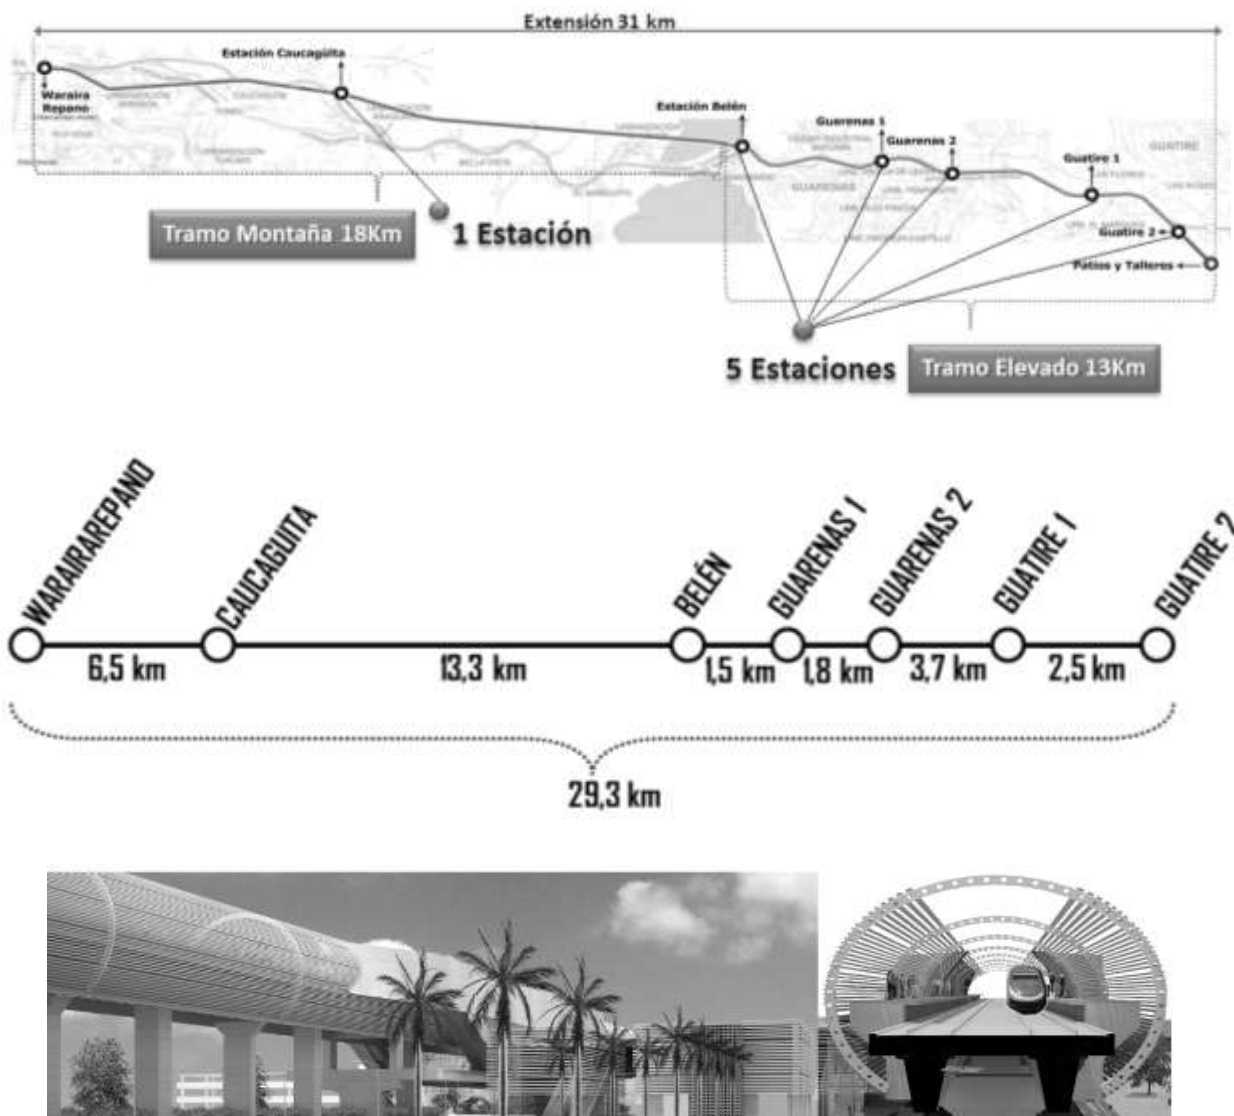 Extensión 31 km
Estación Caucagüita
Waraira
Repano
Estación Belén
Guarenas 1
Guarenas 2
Guatire 1
GUATIRE
GUARENAS
Guatire 2
Patios y Talleres
Tramo Montaña 18Km
1 Estación
5 Estaciones
Tramo Elevado 13Km
WARAIRAREPANO
CAUCAGUITA
BELÉN
GUARENAS 1
GUARENAS 2
GUATIRE 1
GUATIRE 2
6,5 km
13,3 km
1,5 km
1,8 km
3,7 km
2,5 km
29,3 km